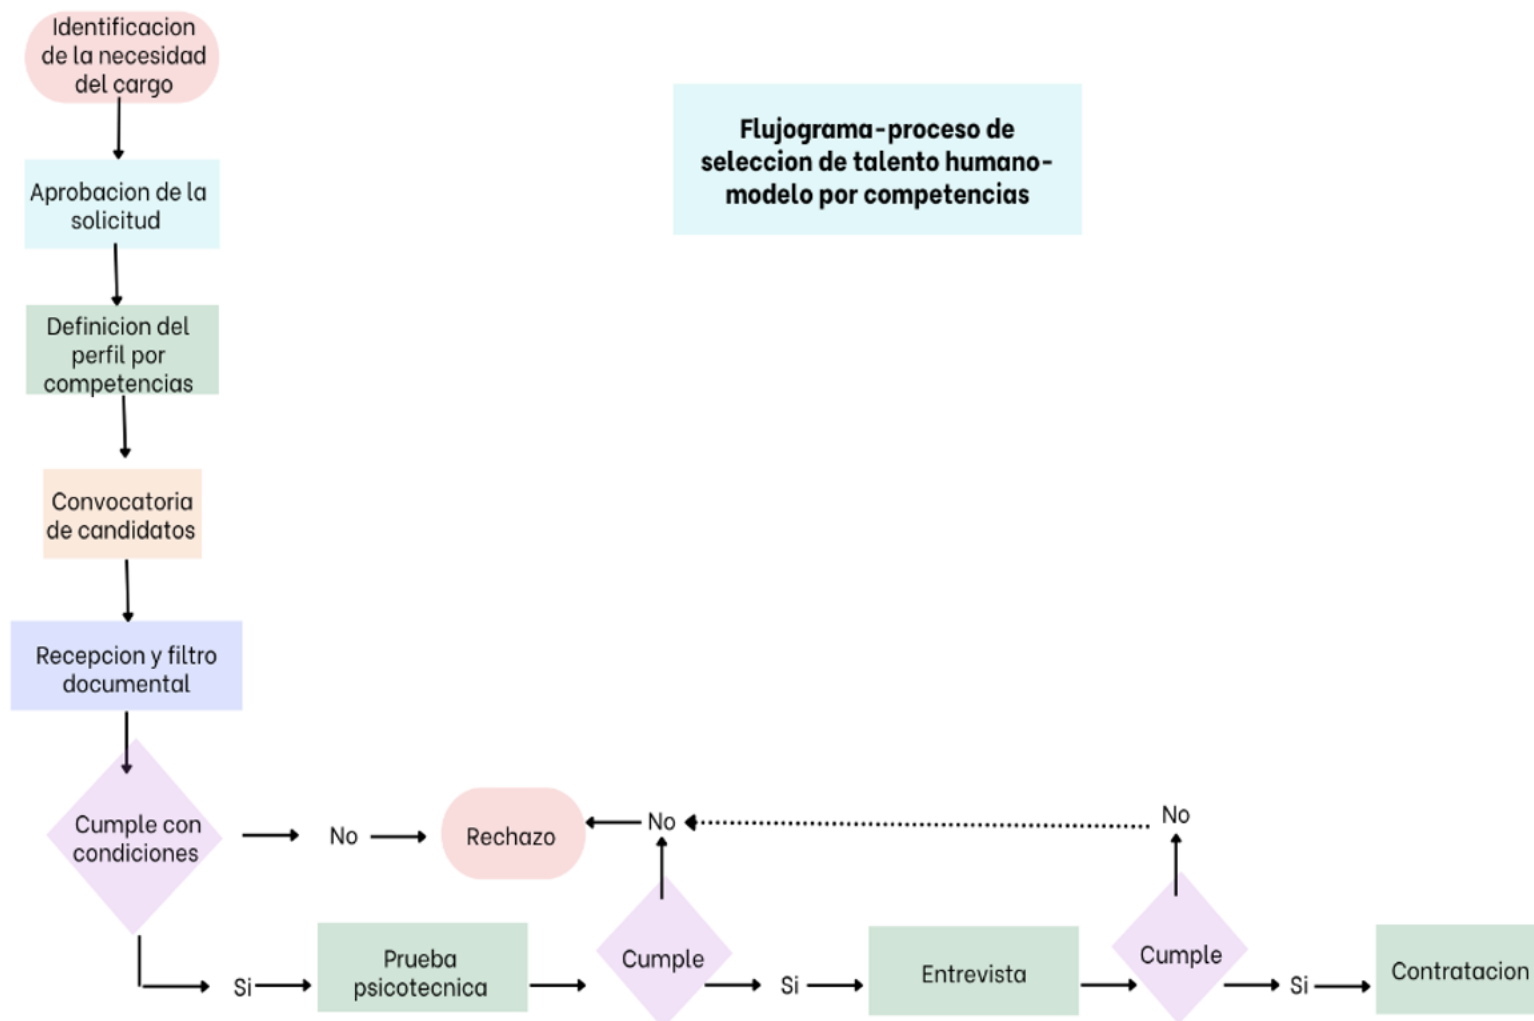 Identificacion
de la necesidad
del cargo
Flujograma-proceso de
seleccion de talento humano-
modelo por competencias
Aprobacion de la
solicitud
Definicion del
perfil por
competencias
Convocatoria
de candidatos
Recepcion y filtro
documental
Cumple con
condiciones
No
Rechazo
No
No
Si
Prueba
psicotecnica
Cumple
Si
Entrevista
Cumple
Si
Contratacion